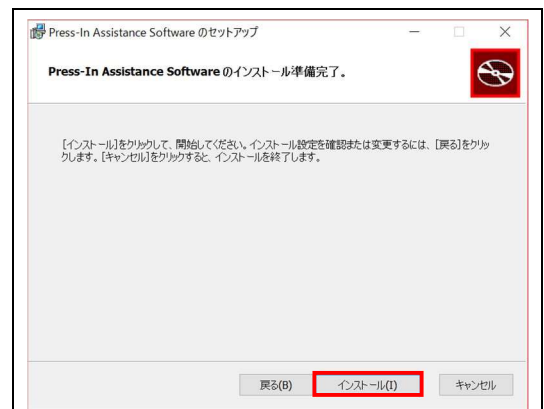 Press-In Assistance Software のセットアップ
Press-In Assistance Software のインストール準備完了。
[インストール]をクリックして、開始してください。インストール設定を確認または変更するには、[戻る]をクリッ
クします。[キャンセル]をクリックすると、インストールを終了します。
戻る(B)
インストール(I)
キャンセル